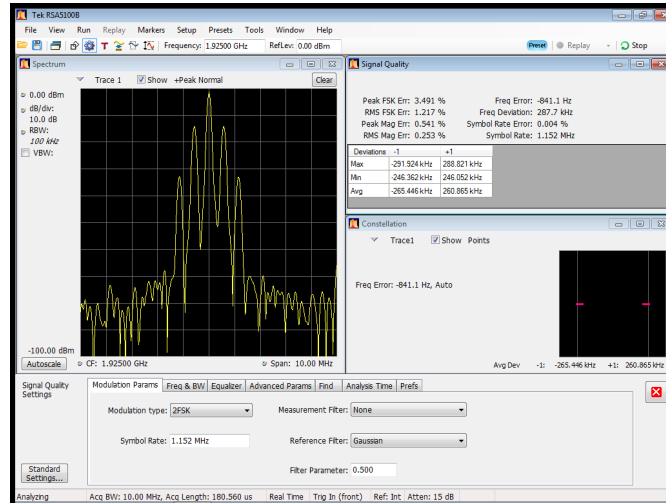 Tek RSA5100B
File View Run Replay Markers Setup Presets Tools Window Help
Frequency: 1.92500 GHz RefLev: 0.00 dBm Preset Replay Stop
Spectrum
Trace 1 Show +Peak Normal Clear
0.00 dBm
dB/div:
10.0 dB
RBW:
100 kHz
VBW:
-100.00 dBm
Autoscale CF: 1.92500 GHz Span: 10.00 MHz
Signal Quality
Peak FSK Err: 3.491 % Freq Error: -841.1 Hz
RMS FSK Err: 1.217 % Freq Deviation: 287.7 kHz
Peak Mag Err: 0.541 % Symbol Rate Error: 0.004 %
RMS Mag Err: 0.253 % Symbol Rate: 1.152 MHz
Deviations -1 +1
Max -291.924 kHz 288.821 kHz
Min -246.362 kHz 246.052 kHz
Avg -265.446 kHz 260.865 kHz
Constellation
Trace1 Show Points
Freq Error: -841.1 Hz, Auto
Avg Dev -1: -265.446 kHz +1: 260.865 kHz
Signal Quality
Settings
Modulation Params Freq & BW Equalizer Advanced Params Find Analysis Time Prefs
Modulation type: 2FSK Measurement Filter: None
Symbol Rate: 1.152 MHz Reference Filter: Gaussian
Filter Parameter: 0.500
Standard
Settings...
Analyzing Acq BW: 10.00 MHz, Acq Length: 180.560 us Real Time Trig In (front) Ref: Int Atten: 15 dB